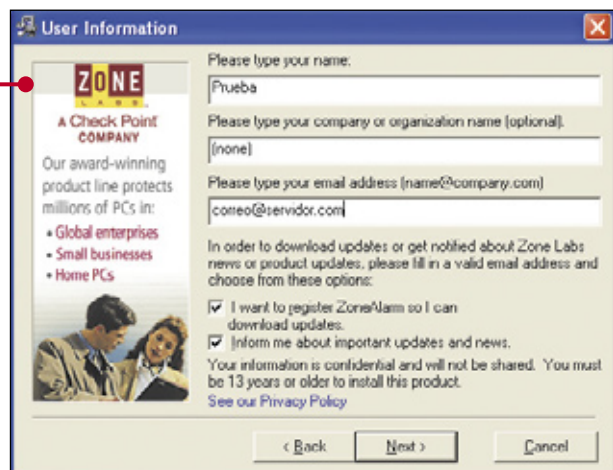 User Information
ZONE
LABS
A Check Point
COMPANY
Our award-winning
product line protects
millions of PCs in:
• Global enterprises
• Small businesses
• Home PCs
Please type your name:
Prueba
Please type your company or organization name (optional).
(none)
Please type your email address (name@company.com)
correo@servidor.com
In order to download updates or get notified about Zone Labs
news or product updates, please fill in a valid email address and
choose from these options:
I want to register ZoneAlarm so I can
download updates.
Inform me about important updates and news.
Your information is confidential and will not be shared. You must
be 13 years or older to install this product.
See our Privacy Policy
< Back
Next >
Cancel